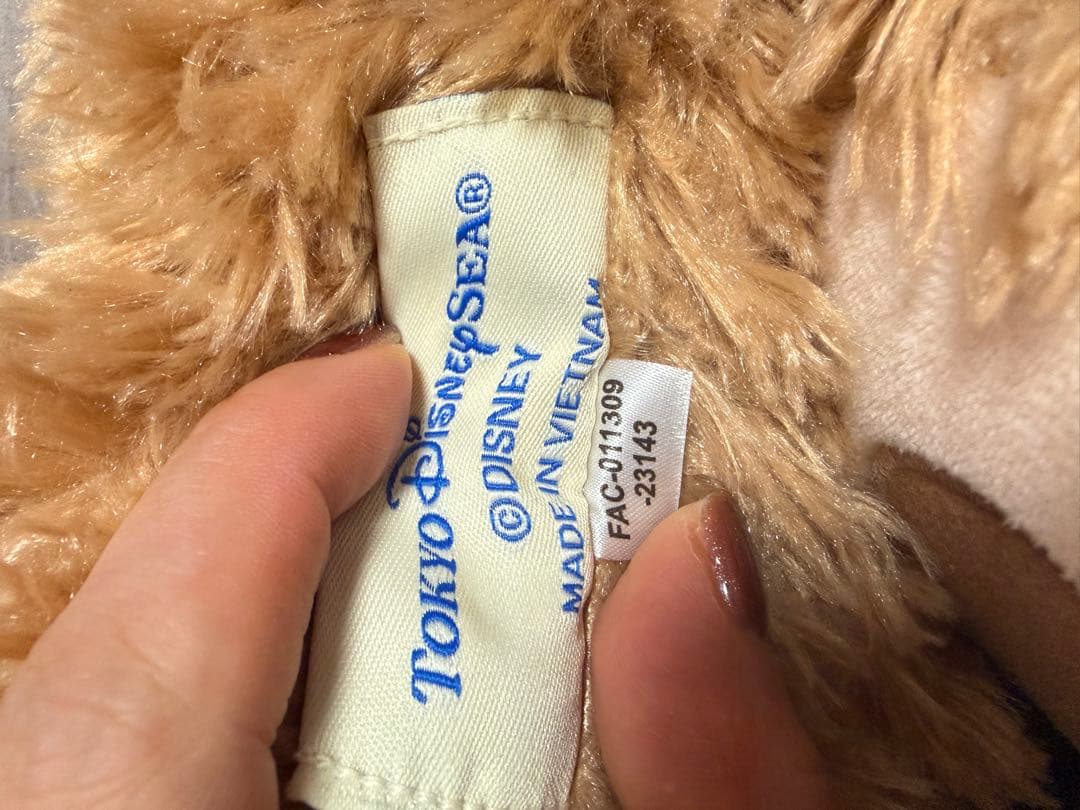 TOKYO DISNEYSEA®
©DISNEY
MADE IN VIETNAM
FAC-011309
-23143